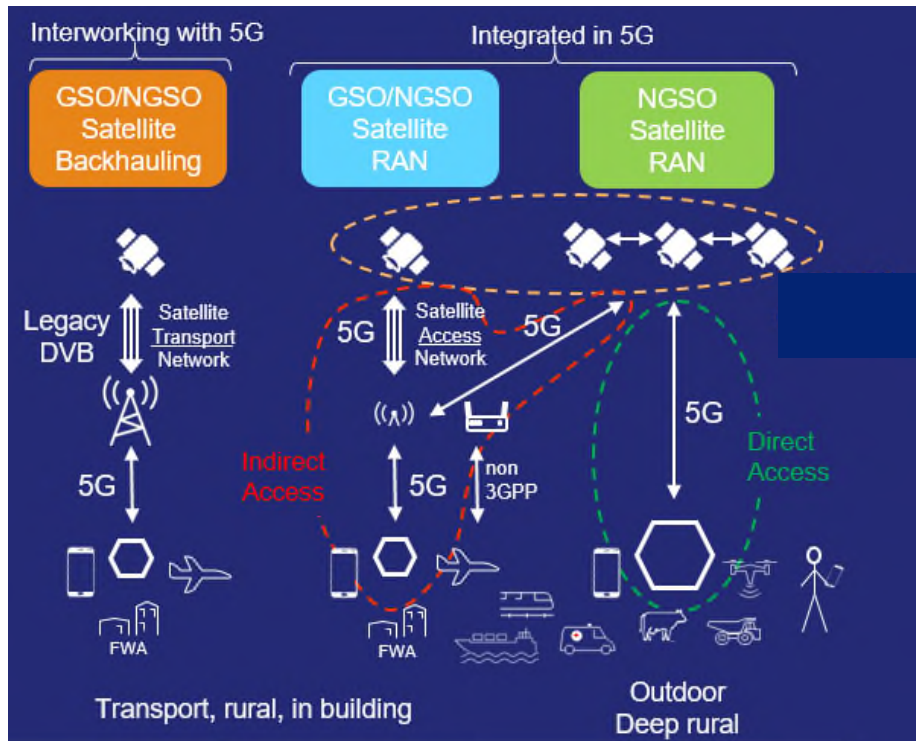 Interworking with 5G
Integrated in 5G
GSO/NGSO
Satellite
Backhauling
GSO/NGSO
Satellite
RAN
NGSO
Satellite
RAN
Legacy
DVB
Satellite
Transport
Network
5G
Satellite
Access
Network
5G
5G
Indirect
Access
Direct
Access
5G
5G
non
3GPP
FWA
FWA
Transport, rural, in building
Outdoor
Deep rural